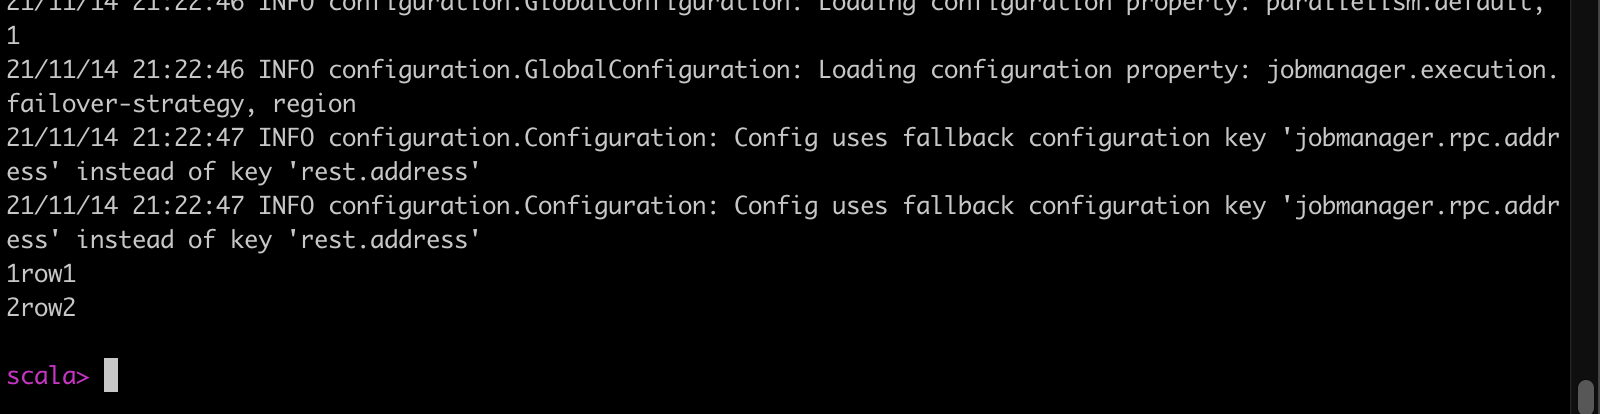 21/11/14 21:22:46 INFO configuration.GlobalConfiguration: Loading configuration property: parallelism.default,
1
21/11/14 21:22:46 INFO configuration.GlobalConfiguration: Loading configuration property: jobmanager.execution.
failover-strategy, region
21/11/14 21:22:47 INFO configuration.Configuration: Config uses fallback configuration key 'jobmanager.rpc.addr
ess' instead of key 'rest.address'
21/11/14 21:22:47 INFO configuration.Configuration: Config uses fallback configuration key 'jobmanager.rpc.addr
ess' instead of key 'rest.address'
1row1
2row2
scala>